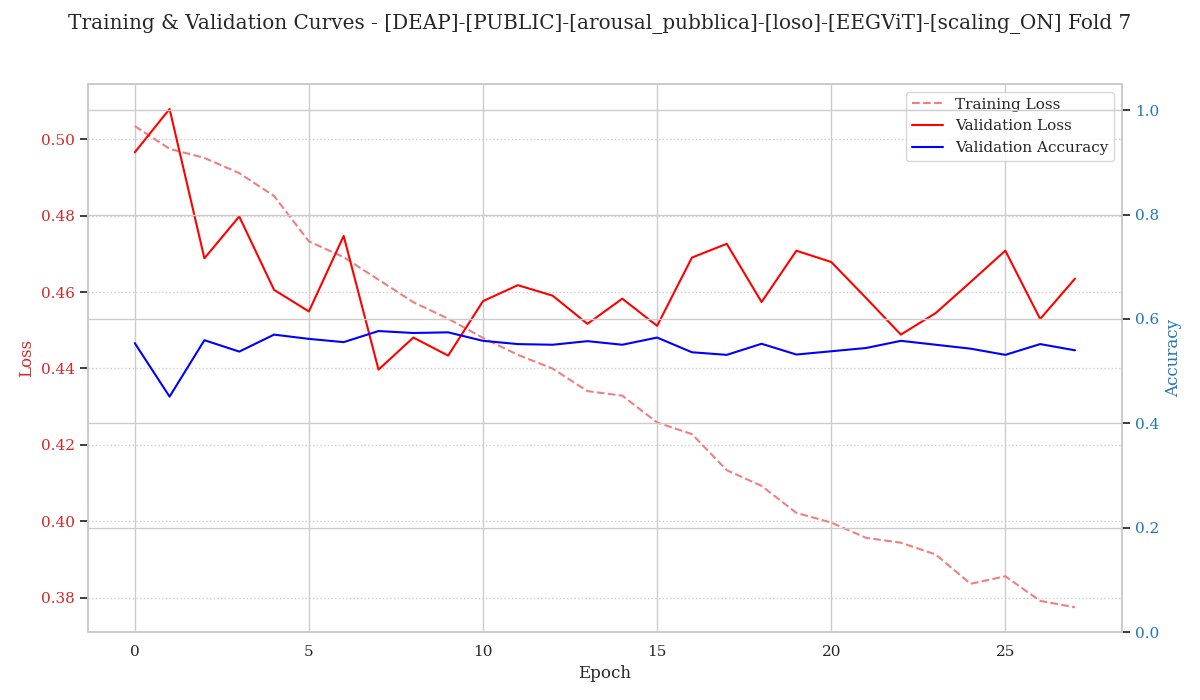 Training & Validation Curves - [DEAP]-[PUBLIC]-[arousal_pubblica]-[loso]-[EEGViT]-[scaling_ON] Fold 7
Training Loss
Validation Loss
Validation Accuracy
0.50
0.48
0.46
0.44
0.42
0.40
0.38
Loss
1.0
0.8
0.6
0.4
0.2
0.0
Accuracy
0 5 10 15 20 25
Epoch